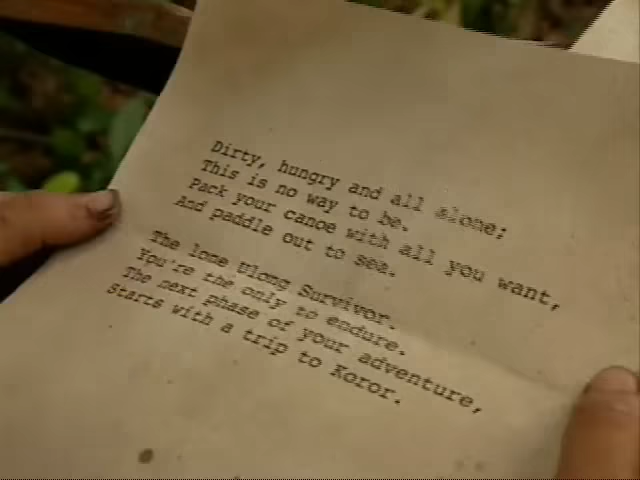 Dirty, hungry and all alone;
This is no way to be.
Pack your canoe with all you want,
And paddle out to sea.
The lone Ulong Survivor.
You're the only to endure.
The next phase of your adventure,
Starts with a trip to Koror.